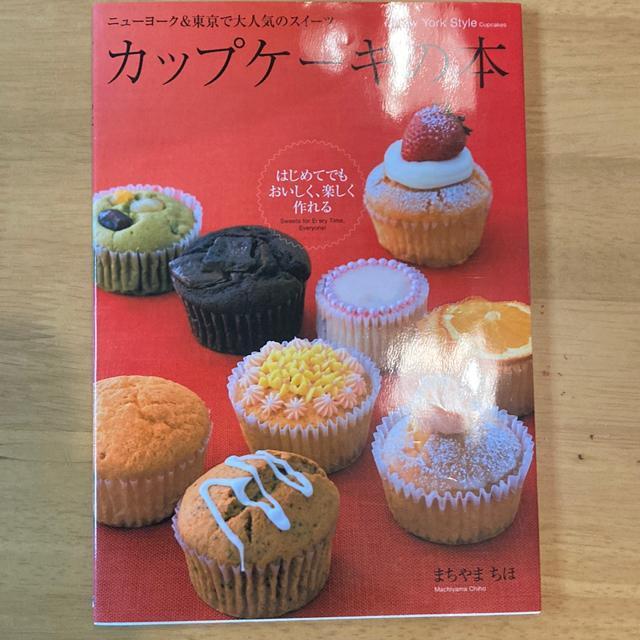 ニューヨーク&東京で大人気のスイーツ
New York Style Cupcakes
カップケーキの本
はじめてでも
おいしく、楽しく
作れる
Sweets for Every Time,
Everyone!
まちやま ちほ
Machiyama Chiho